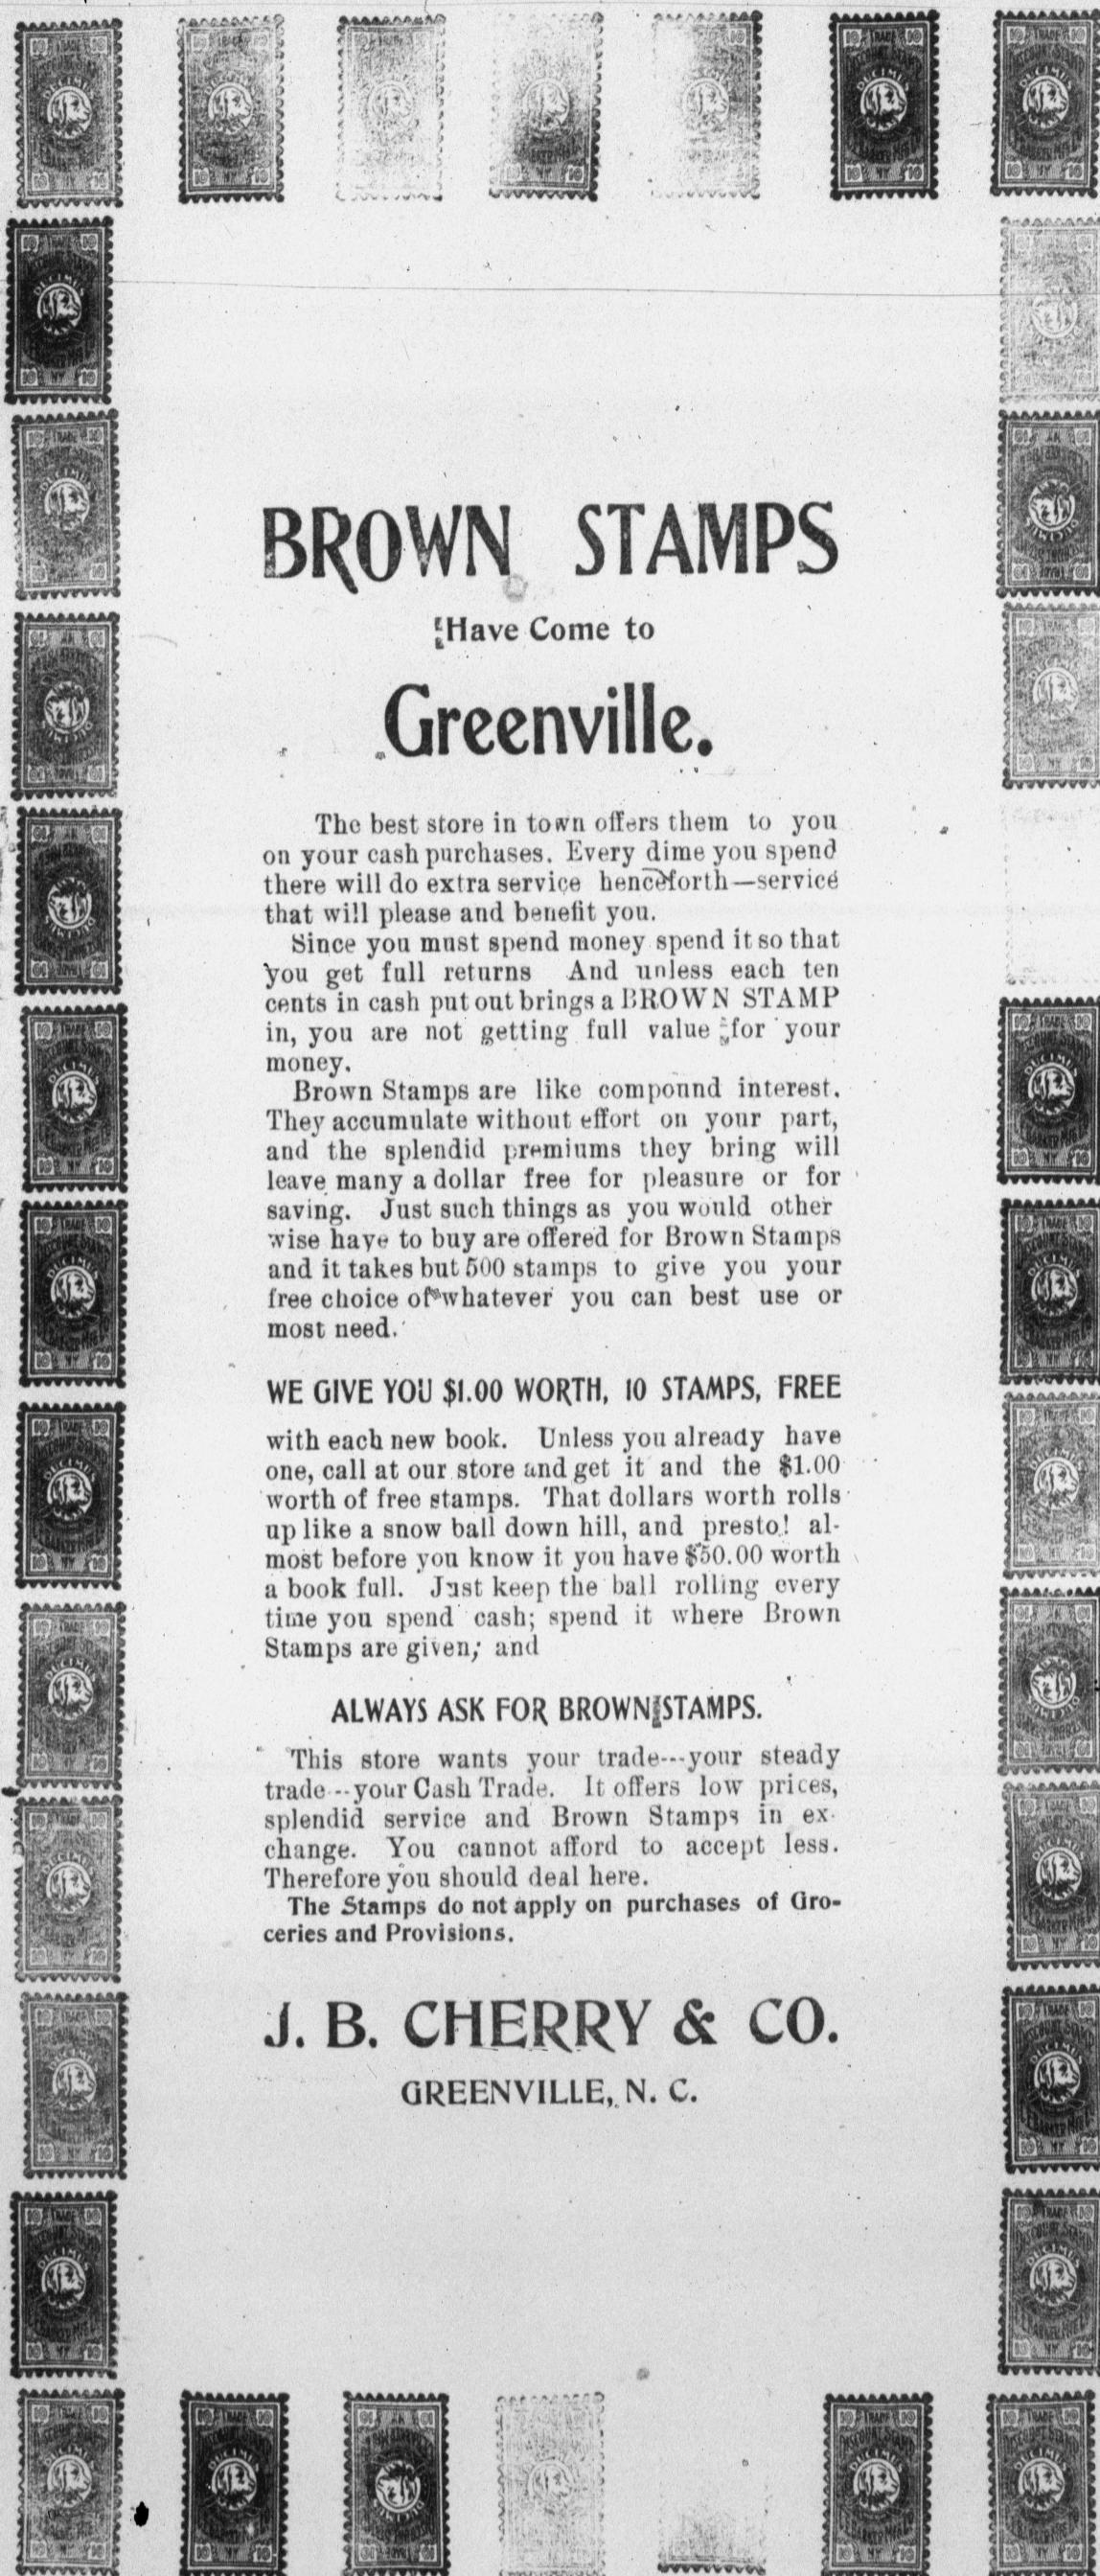 BROWN STAMPS
Have Come to
Greenville.
The best store in town offers them to you
on your cash purchases. Every dime you spend
there will do extra service henceforth—service
that will please and benefit you.
Since you must spend money spend it so that
you get full returns And unless each ten
cents in cash put out brings a BROWN STAMP
in, you are not getting full value for your
money.
Brown Stamps are like compound interest.
They accumulate without effort on your part,
and the splendid premiums they bring will
leave many a dollar free for pleasure or for
saving. Just such things as you would other
wise have to buy are offered for Brown Stamps
and it takes but 500 stamps to give you your
free choice of whatever you can best use or
most need.
WE GIVE YOU $1.00 WORTH, 10 STAMPS, FREE
with each new book. Unless you already have
one, call at our store and get it and the $1.00
worth of free stamps. That dollars worth rolls
up like a snow ball down hill, and presto! al-
most before you know it you have $50.00 worth
a book full. Just keep the ball rolling every
time you spend cash; spend it where Brown
Stamps are given; and
ALWAYS ASK FOR BROWN STAMPS.
This store wants your trade---your steady
trade--your Cash Trade. It offers low prices,
splendid service and Brown Stamps in ex-
change. You cannot afford to accept less.
Therefore you should deal here.
The Stamps do not apply on purchases of Gro-
ceries and Provisions.
J. B. CHERRY & CO.
GREENVILLE, N. C.